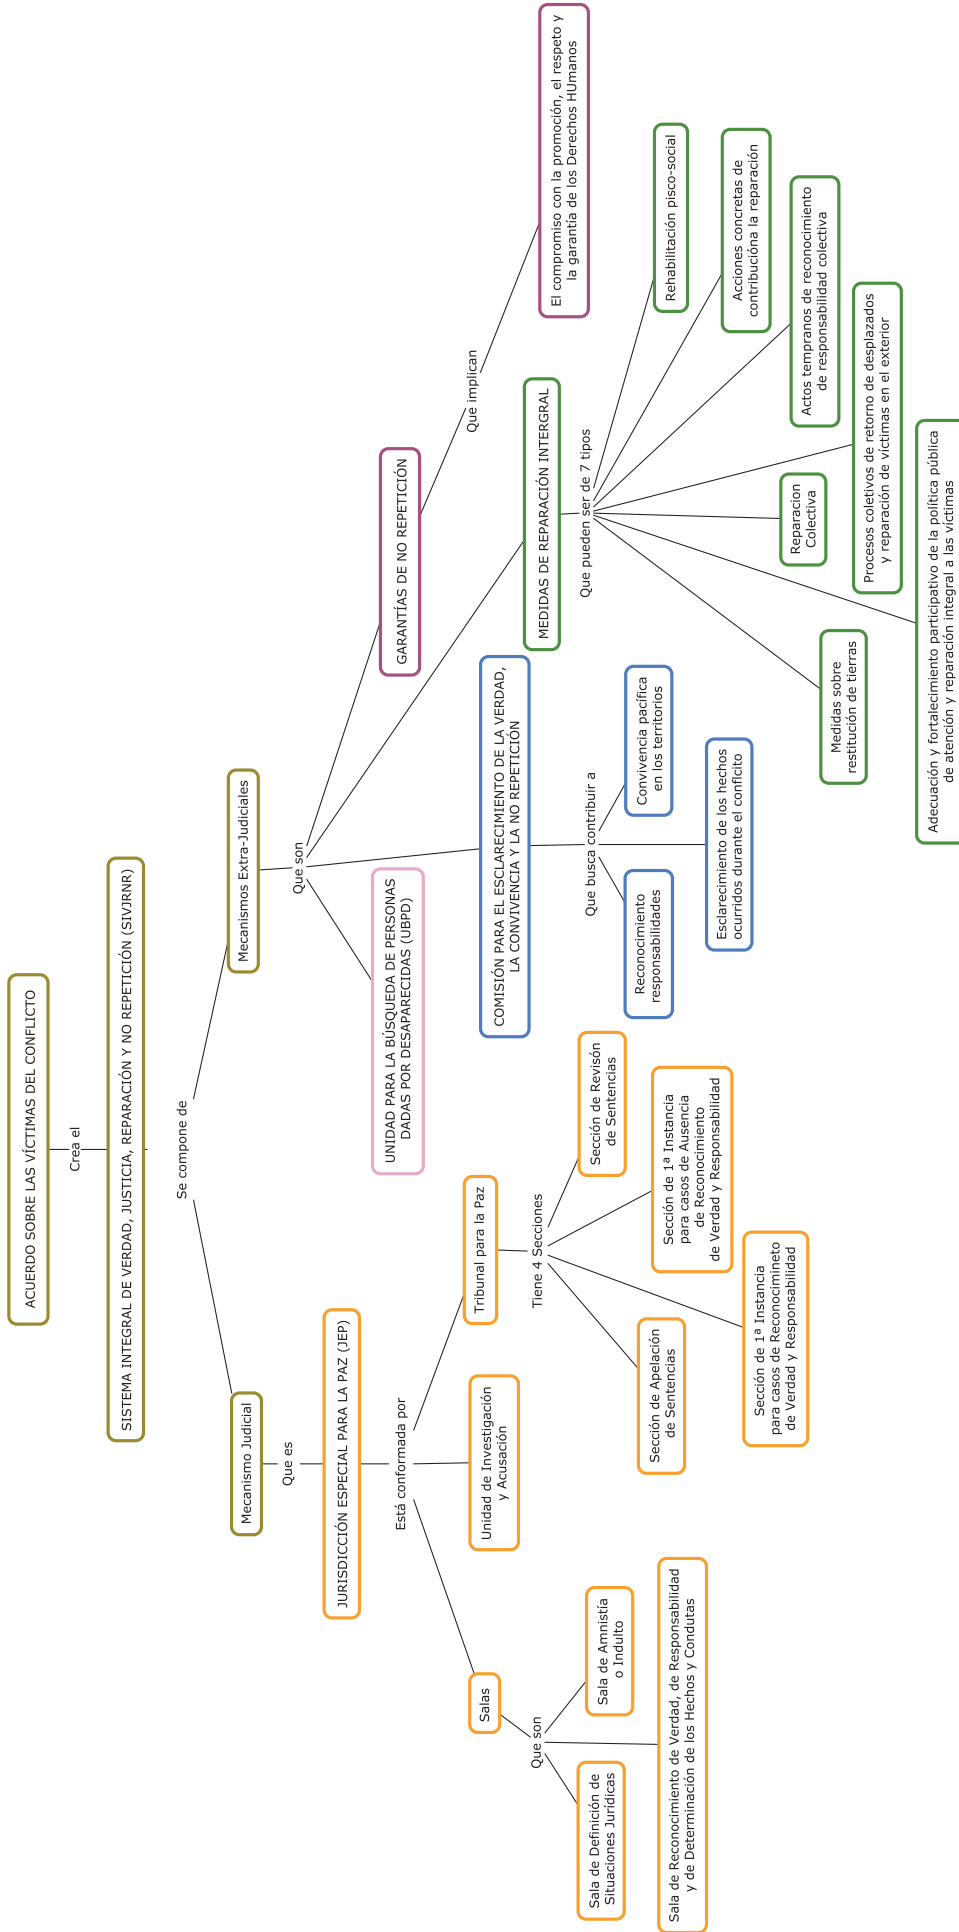 ACUERDO SOBRE LAS VÍCTIMAS DEL CONFLICTO
Crea el
SISTEMA INTEGRAL DE VERDAD, JUSTICIA, REPARACIÓN Y NO REPETICIÓN (SIVJRNR)
Se compone de
Mecanismo Judicial
Que es
JURISDICCIÓN ESPECIAL PARA LA PAZ (JEP)
Está conformada por
Salas
Que son
Sala de Definición de
Situaciones Jurídicas
Sala de Reconocimiento de Verdad, de Responsabilidad
y de Determinación de los Hechos y Condutas
Sala de Amnistía
o Indulto
Unidad de Investigación
y Acusación
Tribunal para la Paz
Tiene 4 Secciones
Sección de Apelación
de Sentencias
Sección de 1ª Instancia
para casos de Reconocimineto
de Verdad y Responsabilidad
Sección de 1ª Instancia
para casos de Ausencia
de Reconocimiento
de Verdad y Responsabilidad
Sección de Revisón
de Sentencias
Mecanismos Extra-Judiciales
Que son
UNIDAD PARA LA BÚSQUEDA DE PERSONAS
DADAS POR DESAPARECIDAS (UBPD)
COMISIÓN PARA EL ESCLARECIMIENTO DE LA VERDAD,
LA CONVIVENCIA Y LA NO REPETICIÓN
Que busca contribuir a
Reconocimiento
responsabilidades
Esclarecimiento de los hechos
ocurridos durante el conflcito
Convivencia pacífica
en los territorios
MEDIDAS DE REPARACIÓN INTERGRAL
Que pueden ser de 7 tipos
Medidas sobre
restitución de tierras
Adecuación y fortalecimiento participativo de la política pública
de atención y reparación integral a las víctimas
Reparacion
Colectiva
Procesos coletivos de retorno de desplazados
y reparación de víctimas en el exterior
Actos tempranos de reconocimiento
de responsabilidad colectiva
Acciones concretas de
contribucióna la reparación
Rehabilitación pisco-social
GARANTÍAS DE NO REPETICIÓN
Que implican
El compromiso con la promoción, el respeto y
la garantía de los Derechos HUmanos